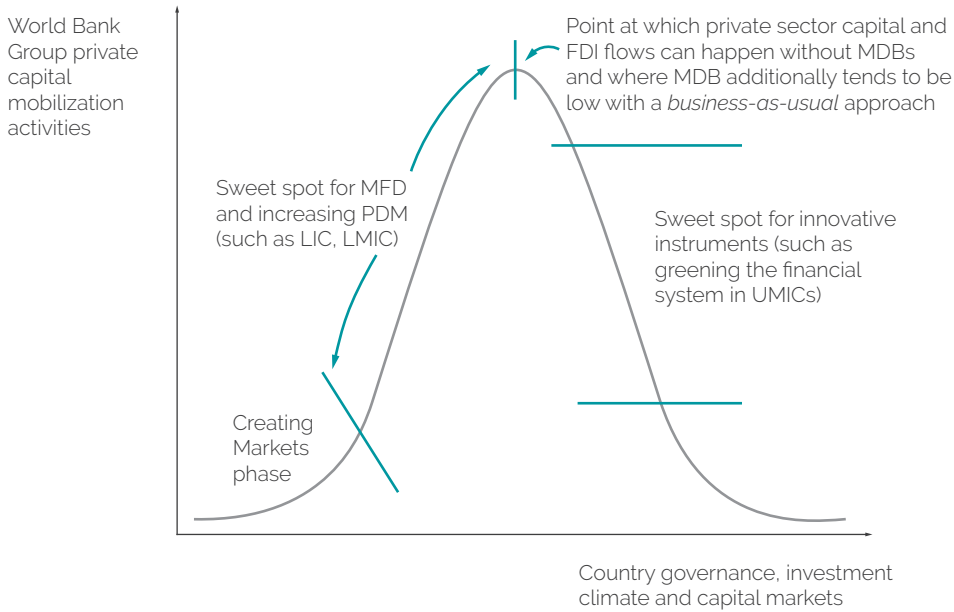 World Bank
Group private
capital
mobilization
activities
Point at which private sector capital and
FDI flows can happen without MDBs
and where MDB additionally tends to be
low with a business-as-usual approach
Sweet spot for MFD
and increasing PDM
(such as LIC, LMIC)
Sweet spot for innovative
instruments (such as
greening the financial
system in UMICs)
Creating
Markets
phase
Country governance, investment
climate and capital markets